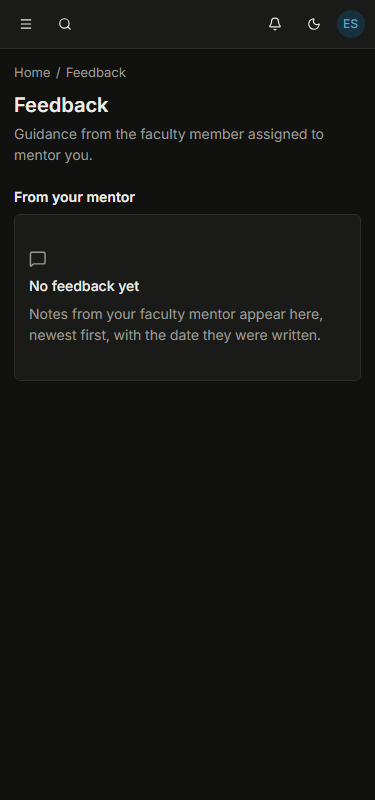 ES
Home / Feedback
Feedback
Guidance from the faculty member assigned to
mentor you.
From your mentor
No feedback yet
Notes from your faculty mentor appear here,
newest first, with the date they were written.